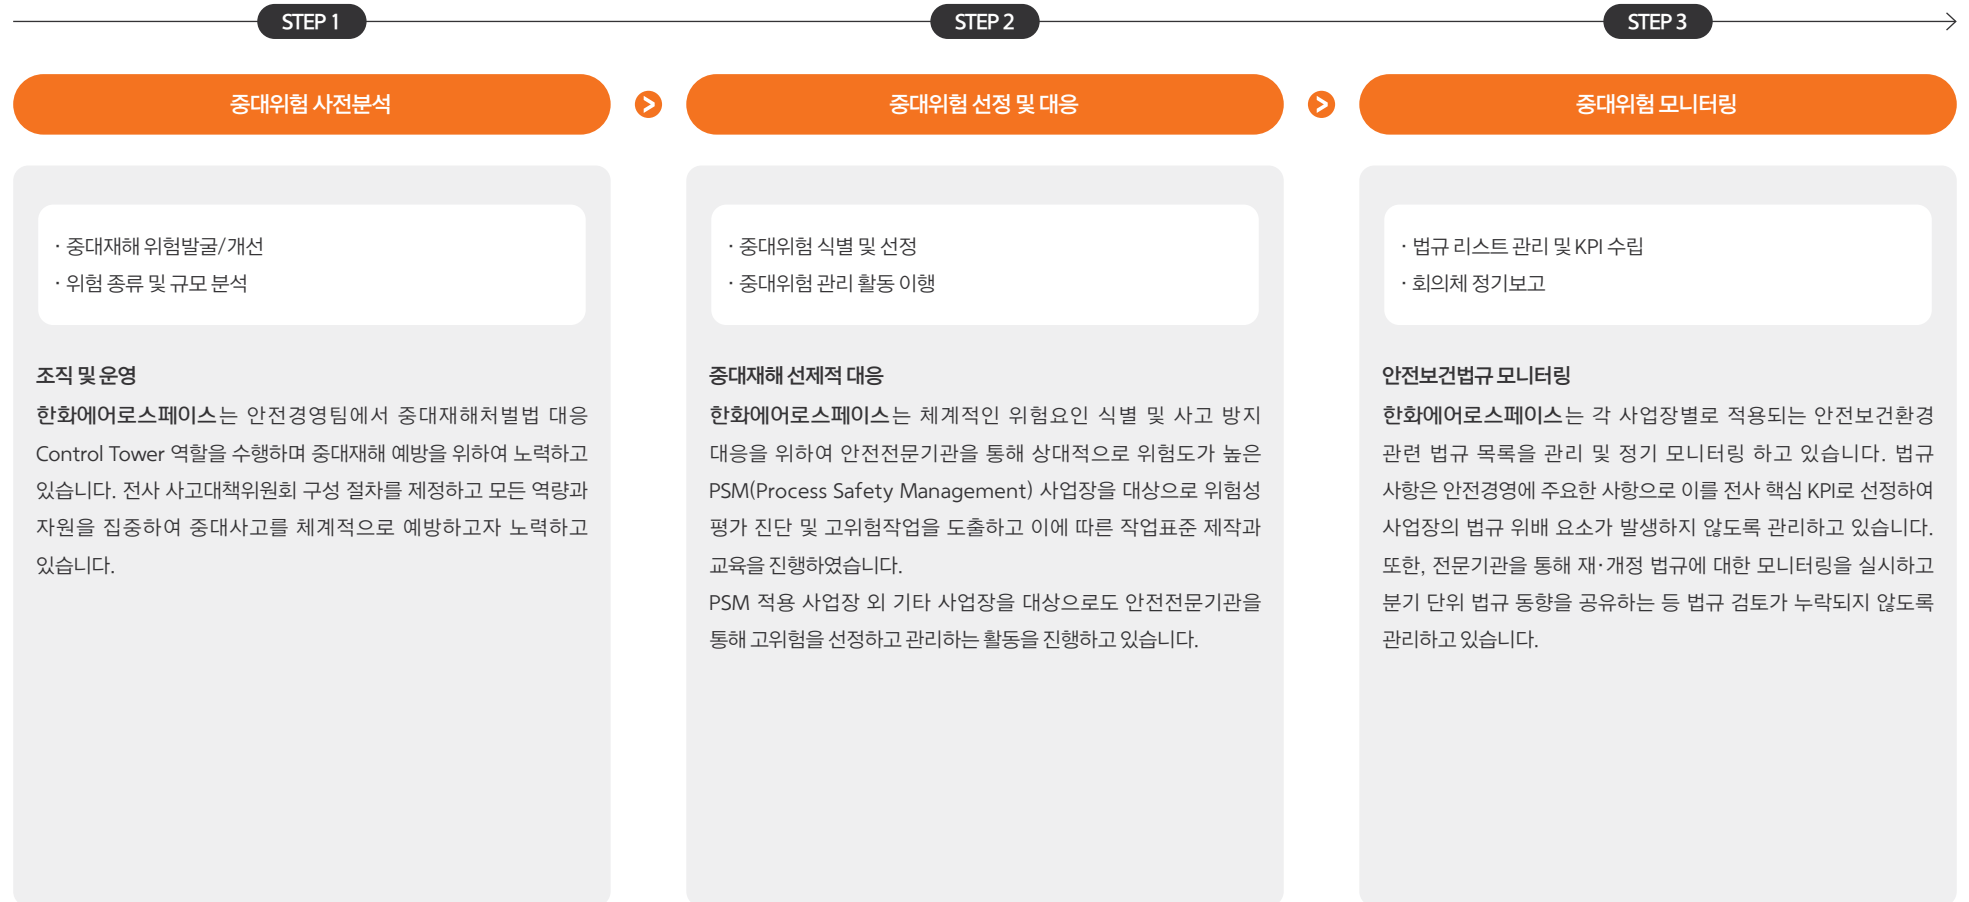 STEP 1
STEP 2
STEP 3
중대위험 사전분석
중대위험 선정 및 대응
중대위험 모니터링
· 중대재해 위험발굴/개선
· 위험 종류 및 규모 분석
조직 및 운영
한화에어로스페이스는 안전경영팀에서 중대재해처벌법 대응
Control Tower 역할을 수행하며 중대재해 예방을 위하여 노력하고
있습니다. 전사 사고대책위원회 구성 절차를 제정하고 모든 역량과
자원을 집중하여 중대사고를 체계적으로 예방하고자 노력하고
있습니다.
· 중대위험 식별 및 선정
· 중대위험 관리 활동 이행
중대재해 선제적 대응
한화에어로스페이스는 체계적인 위험요인 식별 및 사고 방지
대응을 위하여 안전전문기관을 통해 상대적으로 위험도가 높은
PSM(Process Safety Management) 사업장을 대상으로 위험성
평가 진단 및 고위험작업을 도출하고 이에 따른 작업표준 제작과
교육을 진행하였습니다.
PSM 적용 사업장 외 기타 사업장을 대상으로도 안전전문기관을
통해 고위험을 선정하고 관리하는 활동을 진행하고 있습니다.
· 법규 리스트 관리 및 KPI 수립
· 회의체 정기보고
안전보건법규 모니터링
한화에어로스페이스는 각 사업장별로 적용되는 안전보건환경
관련 법규 목록을 관리 및 정기 모니터링 하고 있습니다. 법규
사항은 안전경영에 주요한 사항으로 이를 전사 핵심 KPI로 선정하여
사업장의 법규 위배 요소가 발생하지 않도록 관리하고 있습니다.
또한, 전문기관을 통해 재·개정 법규에 대한 모니터링을 실시하고
분기 단위 법규 동향을 공유하는 등 법규 검토가 누락되지 않도록
관리하고 있습니다.